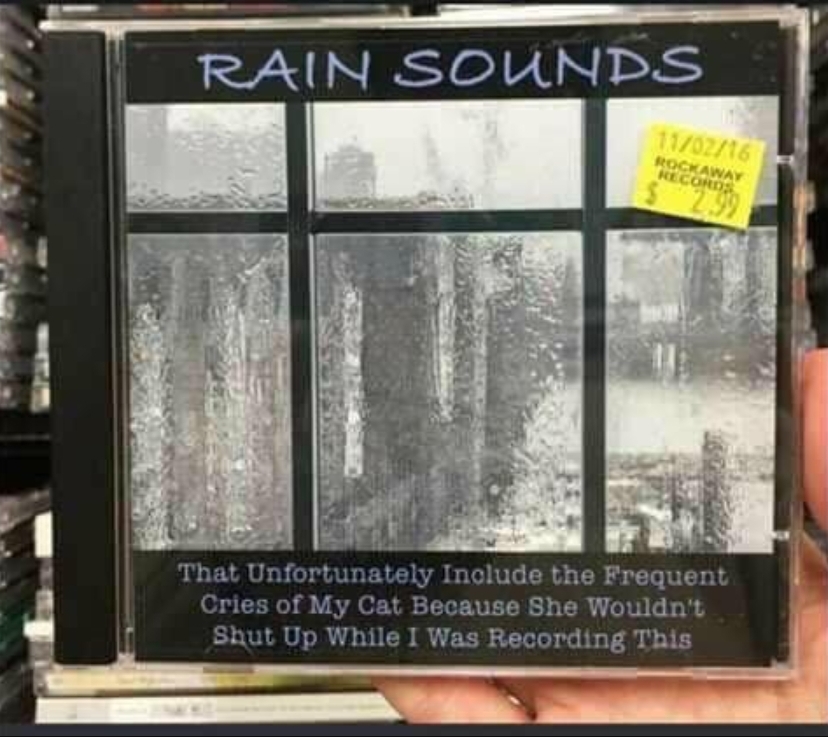 RAIN SOUNDS
11/02/16
ROCKAWAY
RECORDS
$ 2.99
That Unfortunately Include the Frequent
Cries of My Cat Because She Wouldn't
Shut Up While I Was Recording This